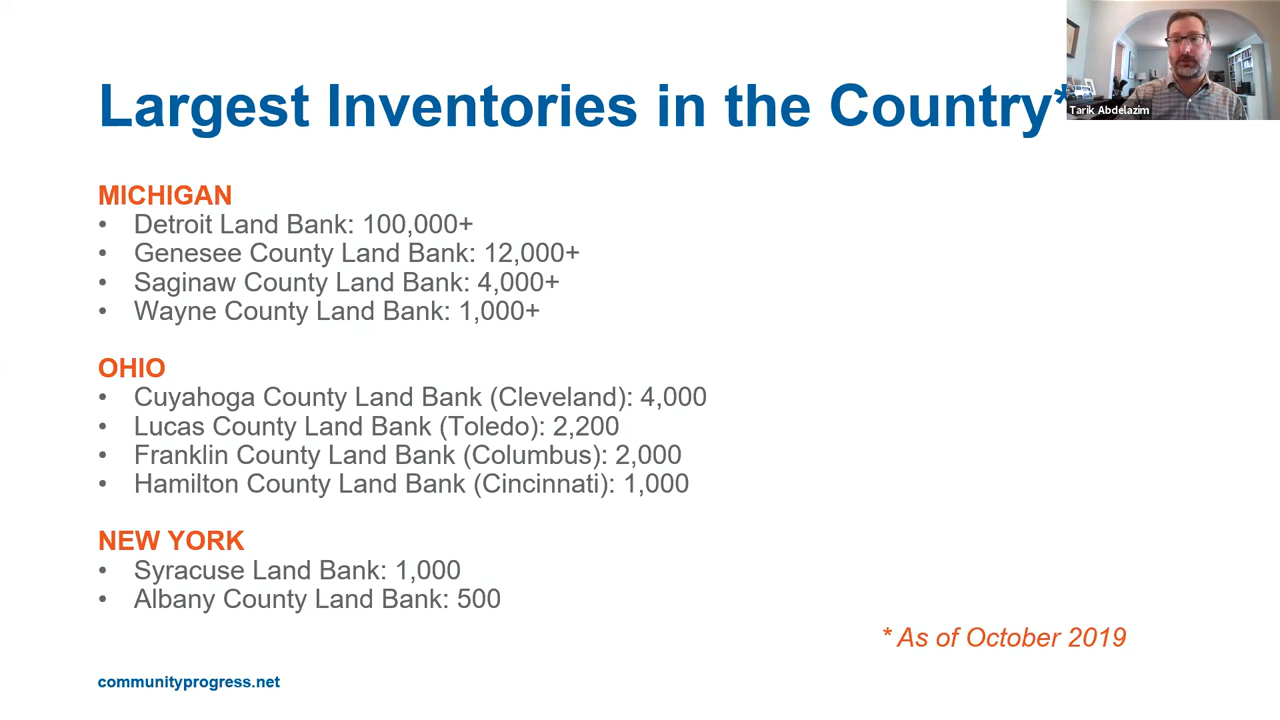 Largest Inventories in the Country*
Tarik Abdelazim
MICHIGAN
• Detroit Land Bank: 100,000+
• Genesee County Land Bank: 12,000+
• Saginaw County Land Bank: 4,000+
• Wayne County Land Bank: 1,000+
OHIO
• Cuyahoga County Land Bank (Cleveland): 4,000
• Lucas County Land Bank (Toledo): 2,200
• Franklin County Land Bank (Columbus): 2,000
• Hamilton County Land Bank (Cincinnati): 1,000
NEW YORK
• Syracuse Land Bank: 1,000
• Albany County Land Bank: 500
* As of October 2019
communityprogress.net